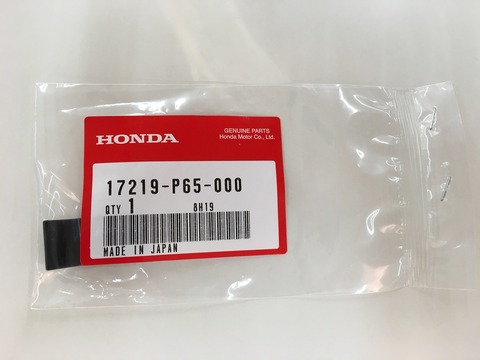 HONDA
GENUINE PARTS
Honda Motor Co., Ltd.
17219-P65-000
QTY 1 8H19
MADE IN JAPAN